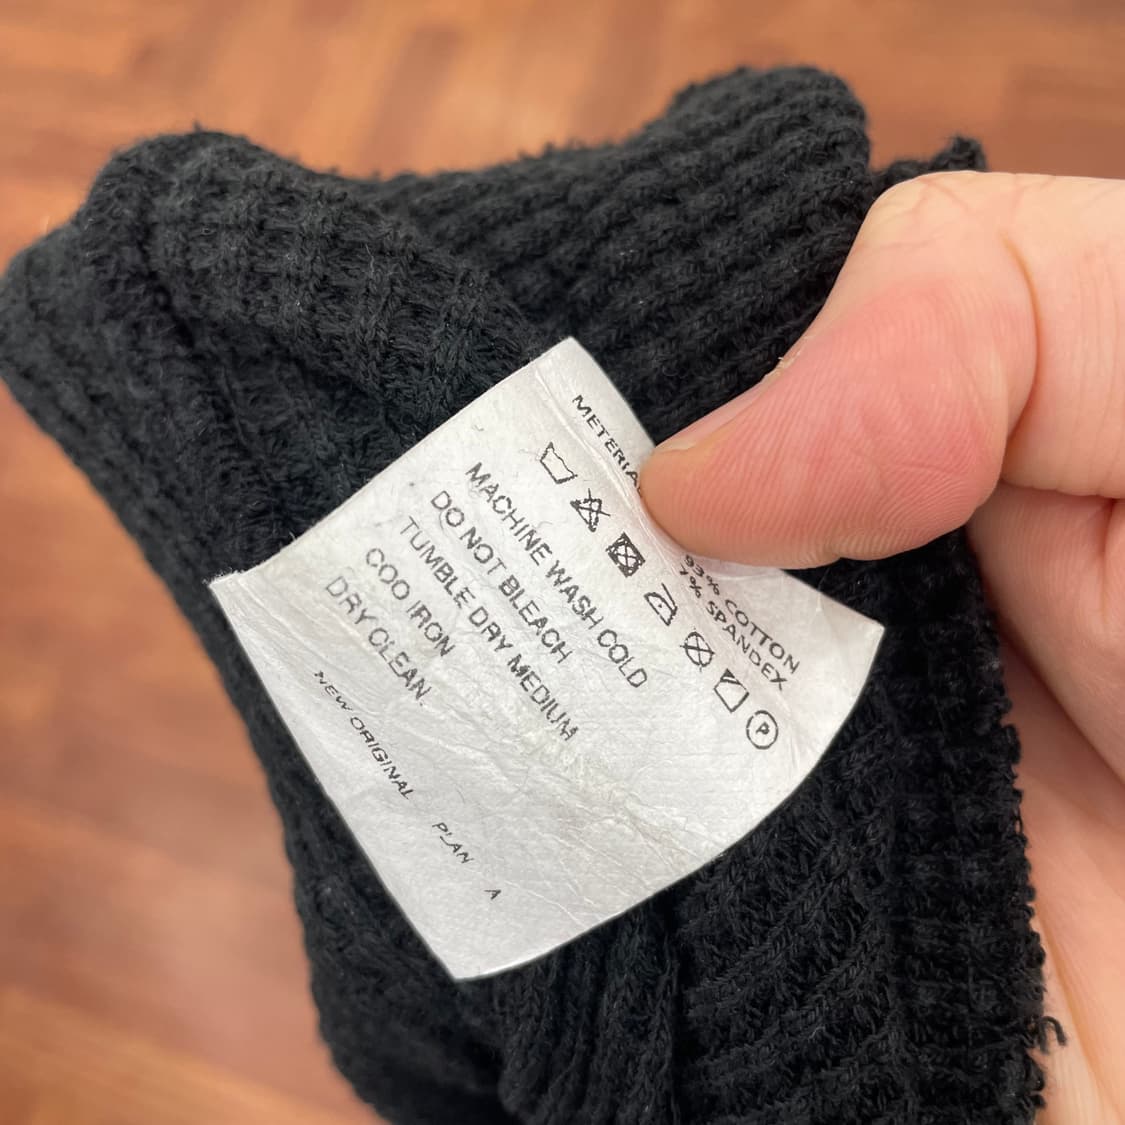 METERIA
93% COTTON
7% SPANDEX
P
MACHINE WASH COLD
DO NOT BLEACH
TUMBLE DRY MEDIUM
COO IRON
DRY CLEAN.
NEW ORIGINAL PLAN A